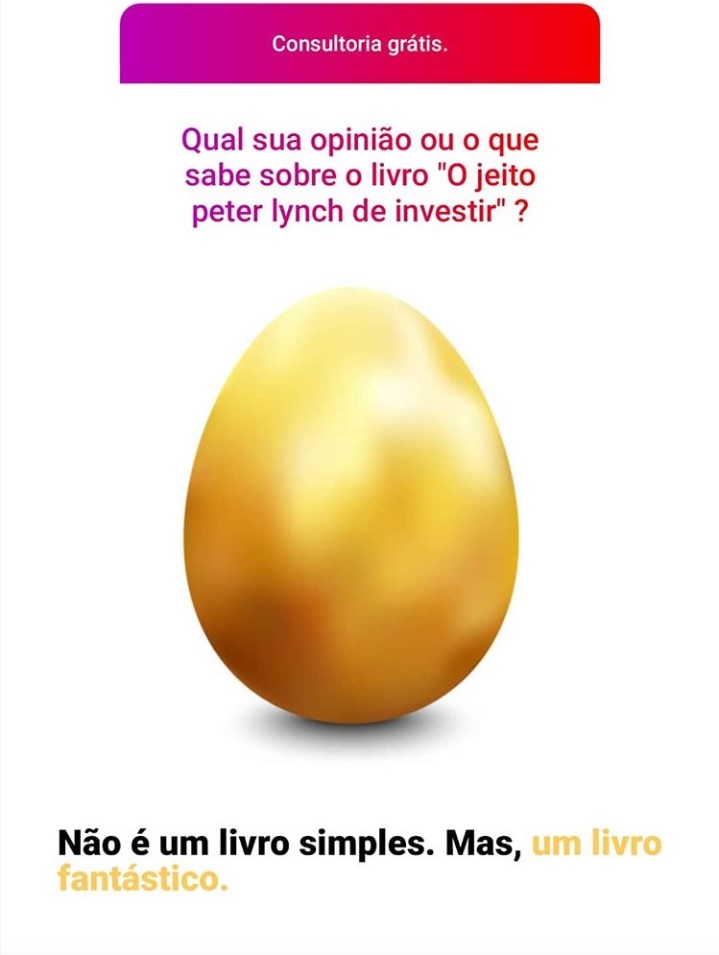 Consultoria grátis.
Qual sua opinião ou o que
sabe sobre o livro "O jeito
peter lynch de investir" ?
Não é um livro simples. Mas, um livro
fantástico.